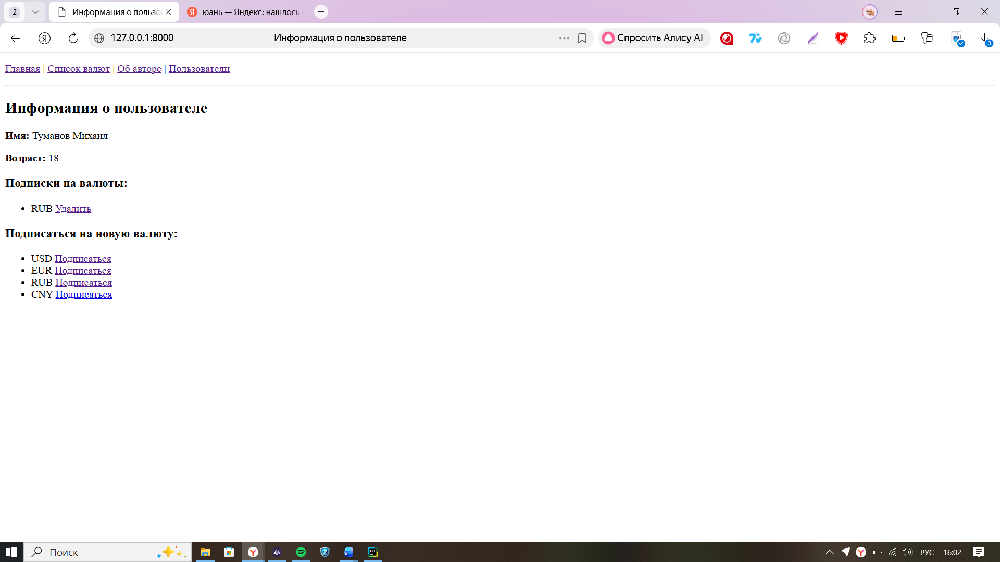 2
Информация о пользо
юань — Яндекс: нашлось
127.0.0.1:8000
Информация о пользователе
Спросить Алису AI
3
Главная | Список валют | Об авторе | Пользователи
Информация о пользователе
Имя: Туманов Михаил
Возраст: 18
Подписки на валюты:
RUB Удалить
Подписаться на новую валюту:
USD Подписаться
EUR Подписаться
RUB Подписаться
CNY Подписаться
Поиск
РУС
16:02